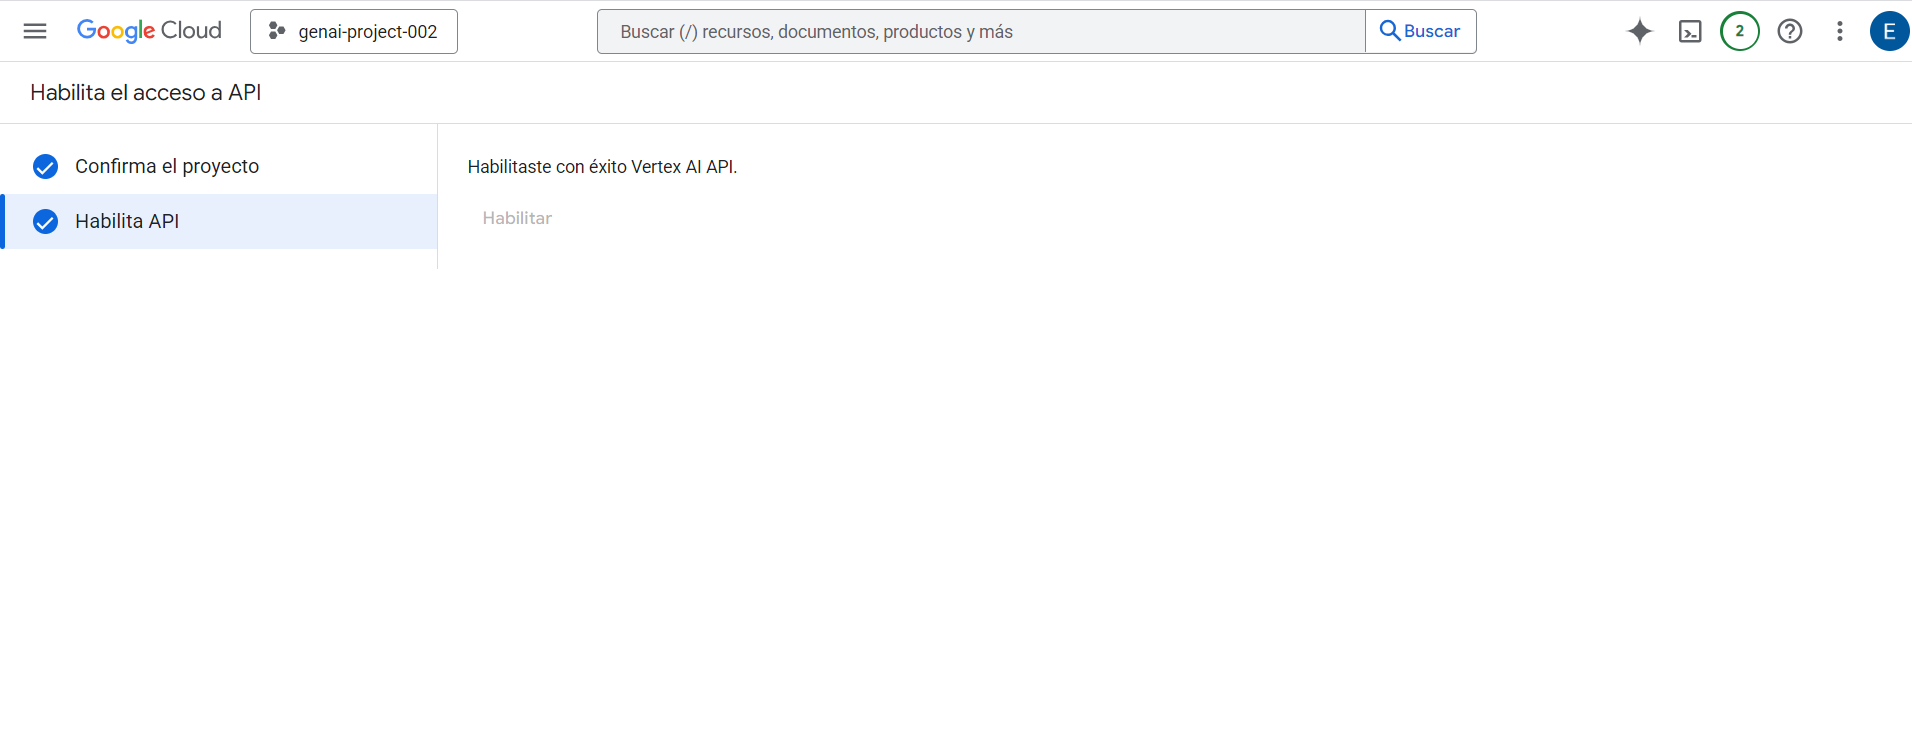 Google Cloud
genai-project-002
Buscar (/) recursos, documentos, productos y más
Buscar
2
E
Habilita el acceso a API
Confirma el proyecto
Habilita API
Habilitaste con éxito Vertex AI API.
Habilitar